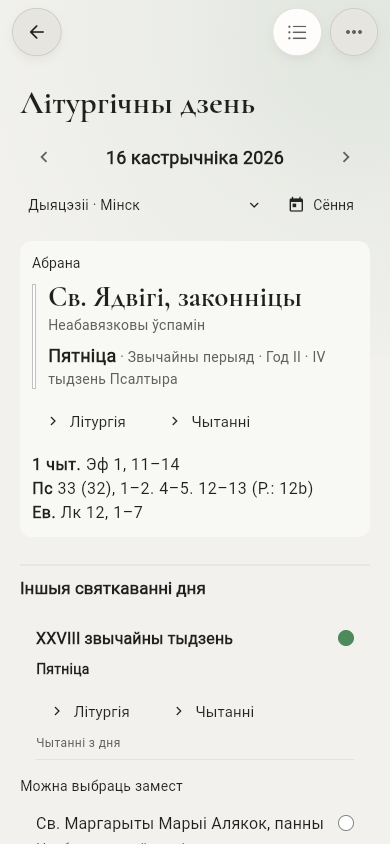 Літургічны дзень
16 кастрычніка 2026
Дыяцэзіі · Мінск
Сёння
Абрана
Св. Ядвігі, законніцы
Неабавязковы ўспамін
Пятніца · Звычайны перыяд · Год II · IV
тыдзень Псалтыра
Літургія
Чытанні
1 чыт. Эф 1, 11–14
Пс 33 (32), 1–2. 4–5. 12–13 (Р.: 12b)
Ев. Лк 12, 1–7
Іншыя святкаванні дня
XXVIII звычайны тыдзень
Пятніца
Літургія
Чытанні
Чытанні з дня
Можна выбраць замест
Св. Маргарыты Марыі Алякок, панны